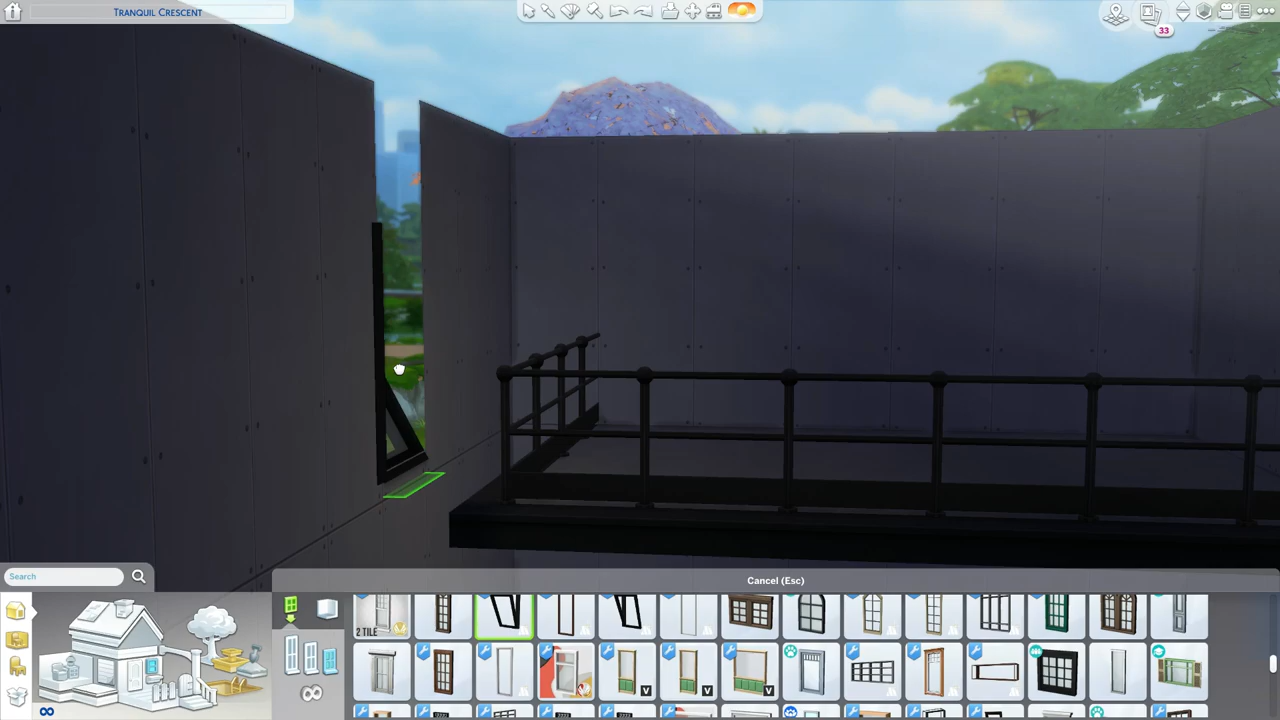 TRANQUIL CRESCENT
33
Search
Cancel (Esc)
2 TILE
V
V
V